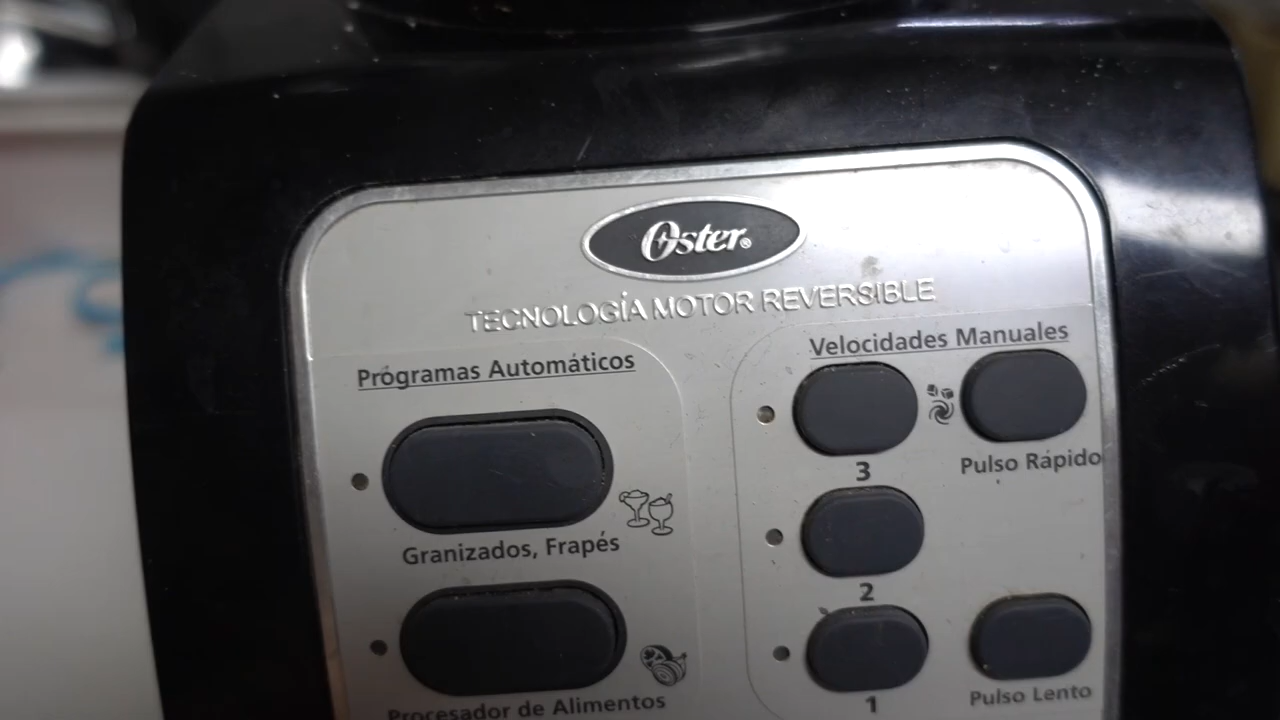 Oster®
TECNOLOGÍA MOTOR REVERSIBLE
Programas Automáticos
Granizados, Frapés
Procesador de Alimentos
Velocidades Manuales
3
Pulso Rápido
2
1
Pulso Lento